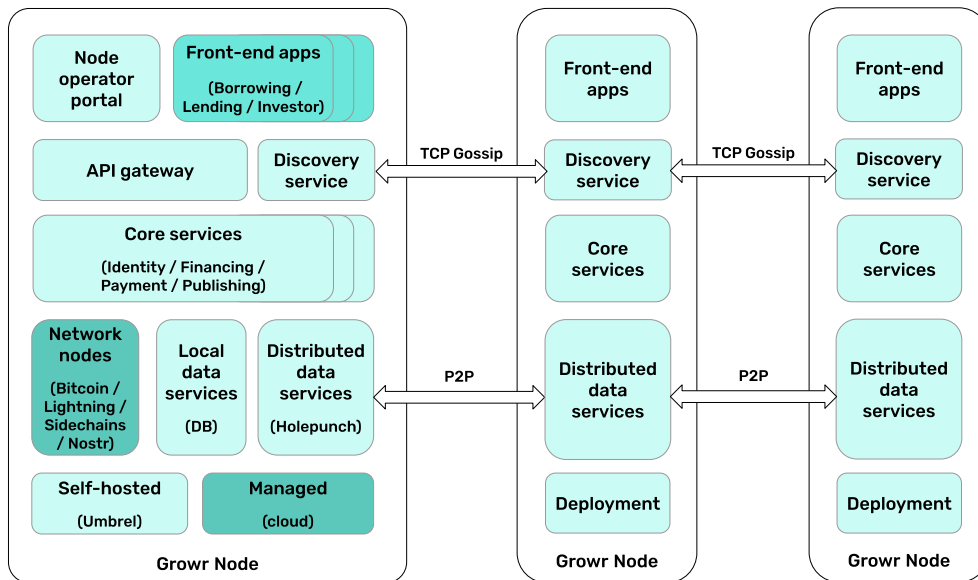 Node
operator
portal
Front-end apps
(Borrowing /
Lending / Investor)
API gateway
Discovery
service
Core services
(Identity / Financing /
Payment / Publishing)
Network
nodes
(Bitcoin /
Lightning /
Sidechains
/ Nostr)
Local
data
services
(DB)
Distributed
data
services
(Holepunch)
Self-hosted
(Umbrel)
Managed
(cloud)
Growr Node
TCP Gossip
P2P
Front-end
apps
Discovery
service
Core
services
Distributed
data
services
Deployment
Growr Node
TCP Gossip
P2P
Front-end
apps
Discovery
service
Core
services
Distributed
data
services
Deployment
Growr Node